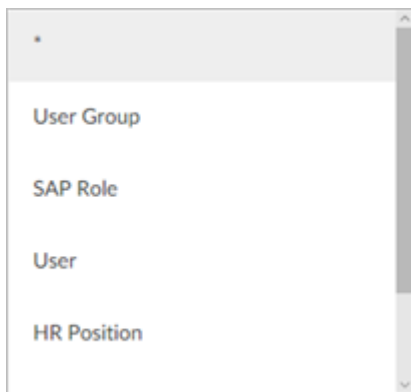 *
User Group
SAP Role
User
HR Position